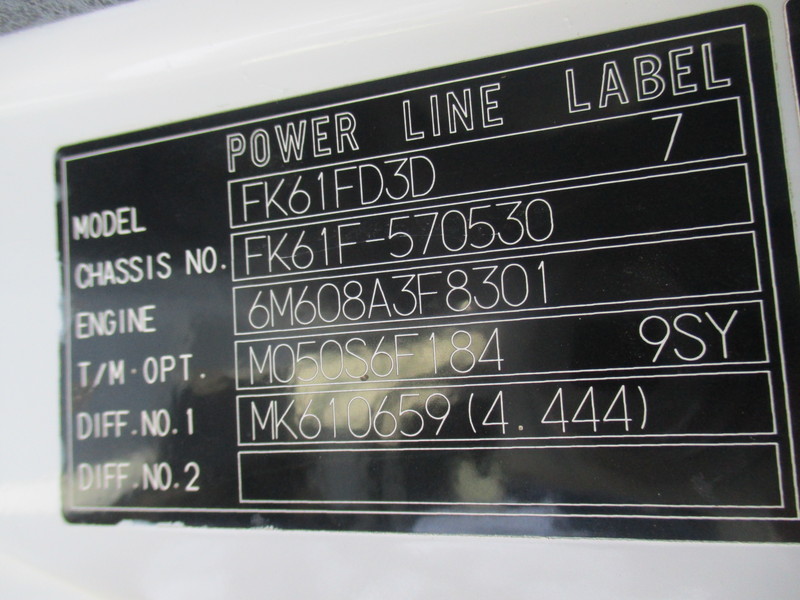 POWER LINE LABEL
MODEL FK61FD3D 7
CHASSIS NO. FK61F-570530
ENGINE 6M608A3F8301
T/M·OPT. M050S6F184 9SY
DIFF.NO.1 MK610659(4.444)
DIFF.NO.2